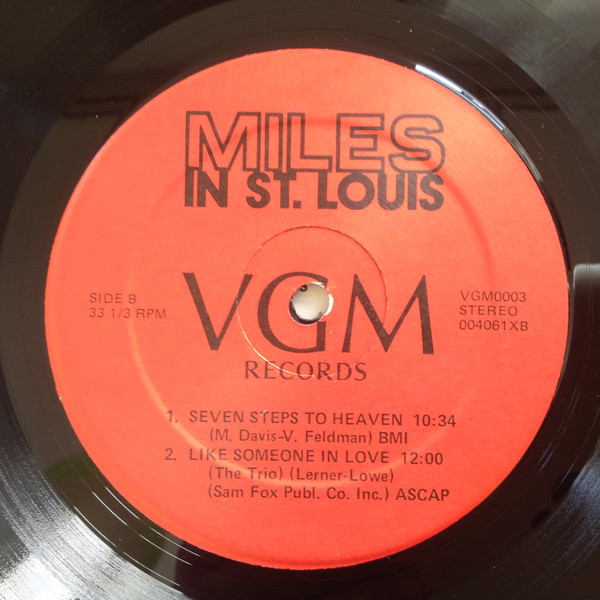 MILES
IN ST. LOUIS
SIDE B
33 1/3 RPM
VGM
RECORDS
VGM0003
STEREO
004061XB
1. SEVEN STEPS TO HEAVEN 10:34
(M. Davis-V. Feldman) BMI
2. LIKE SOMEONE IN LOVE 12:00
(The Trio) (Lerner-Lowe)
(Sam Fox Publ. Co. Inc.) ASCAP